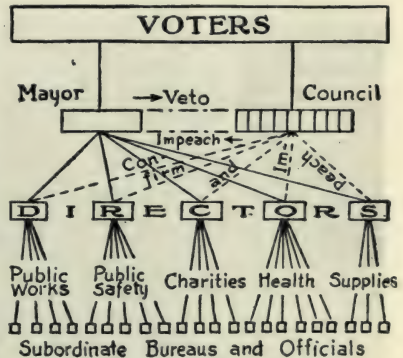 VOTERS
Mayor → Veto Council
Impeach ←
Confirm and Impeach
DIRECTORS
Public Works Public Safety Charities Health Supplies
Subordinate Bureaus and Officials